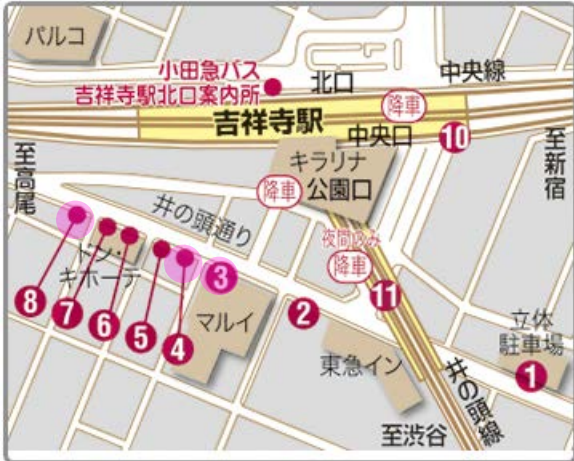 パルコ
小田急バス
吉祥寺駅北口案内所
北口
中央線
降車
吉祥寺駅
中央口
10
至高尾
至新宿
キラリナ
降車
公園口
井の頭通り
夜間のみ
降車
ドン・
キホーテ
8
7
6
5
4
3
マルイ
2
11
東急イン
立体
駐車場
1
井の頭線
至渋谷